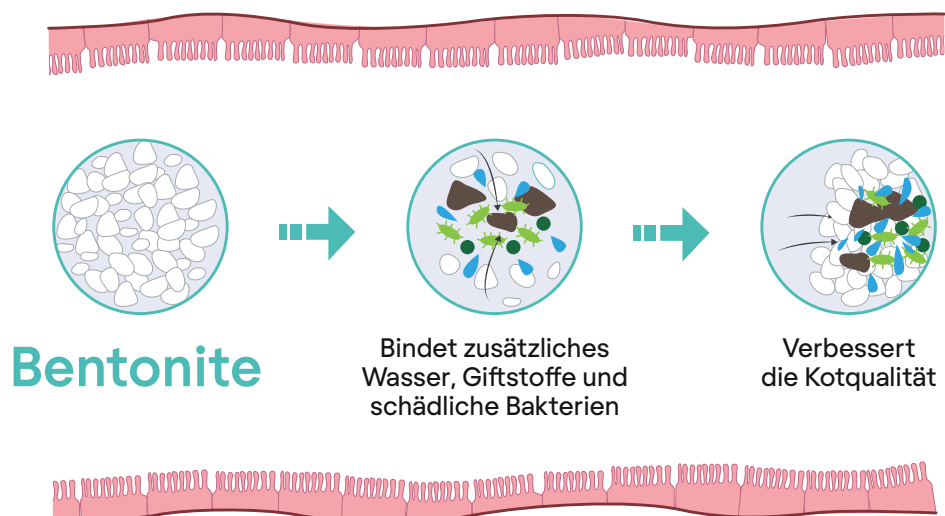 Bentonite
Bindet zusätzliches
Wasser, Giftstoffe und
schädliche Bakterien
Verbessert
die Kotqualität